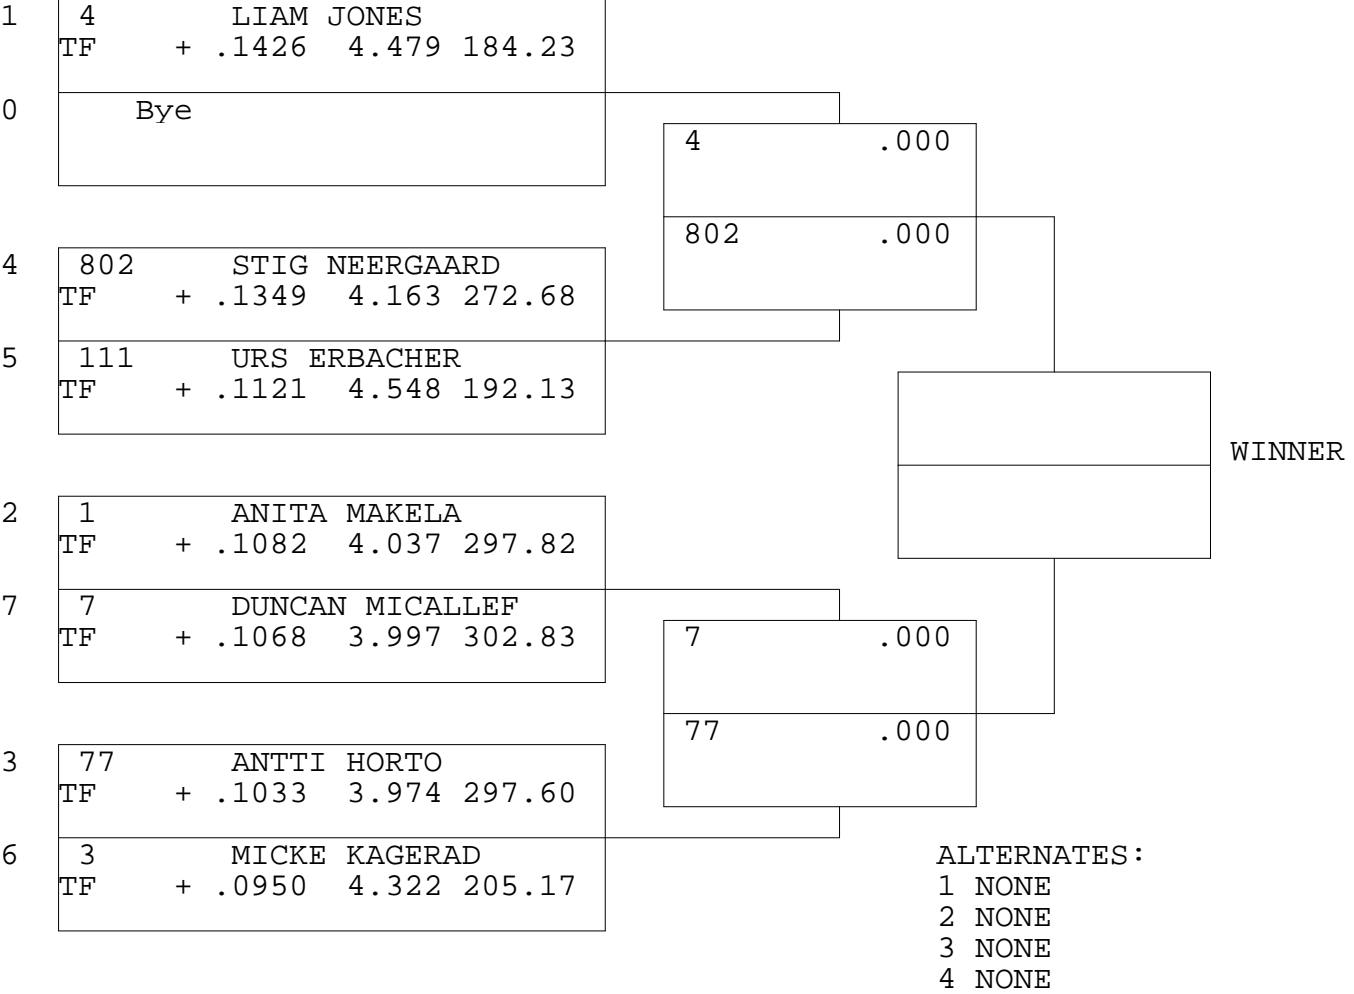 1 4 LIAM JONES
TF + .1426 4.479 184.23
0 Bye
4 .000
802 .000
4 802 STIG NEERGAARD
TF + .1349 4.163 272.68
5 111 URS ERBACHER
TF + .1121 4.548 192.13
WINNER
2 1 ANITA MAKELA
TF + .1082 4.037 297.82
7 7 DUNCAN MICALLEF
TF + .1068 3.997 302.83
7 .000
77 .000
3 77 ANTTI HORTO
TF + .1033 3.974 297.60
6 3 MICKE KAGERAD
TF + .0950 4.322 205.17
ALTERNATES:
1 NONE
2 NONE
3 NONE
4 NONE